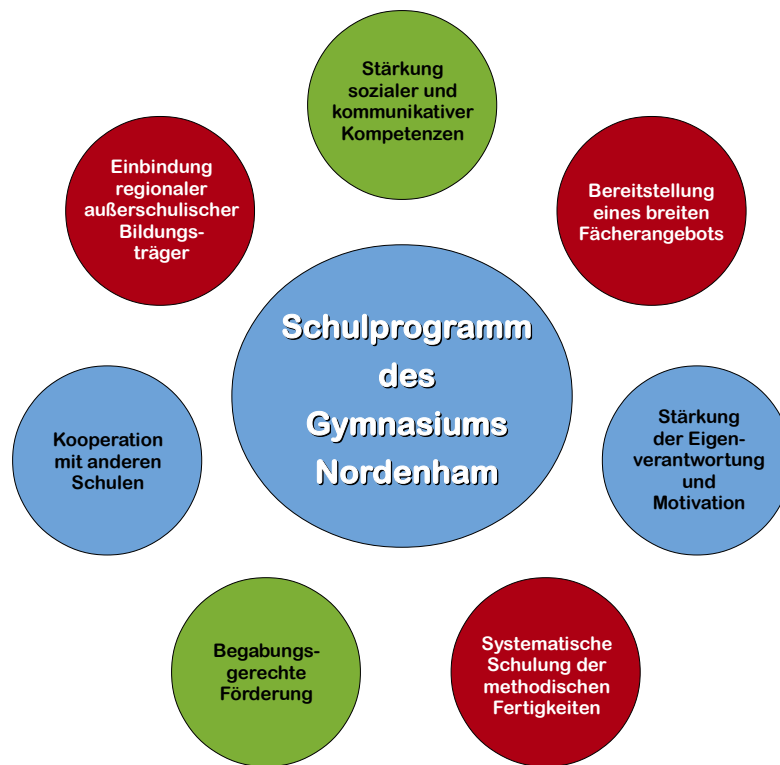 Stärkung
sozialer und
kommunikativer
Kompetenzen
Einbindung
regionaler
außerschulischer
Bildungs-
träger
Bereitstellung
eines breiten
Fächerangebots
Schulprogramm
des
Gymnasiums
Nordenham
Kooperation
mit anderen
Schulen
Stärkung
der Eigen-
verantwortung
und
Motivation
Begabungs-
gerechte
Förderung
Systematische
Schulung der
methodischen
Fertigkeiten